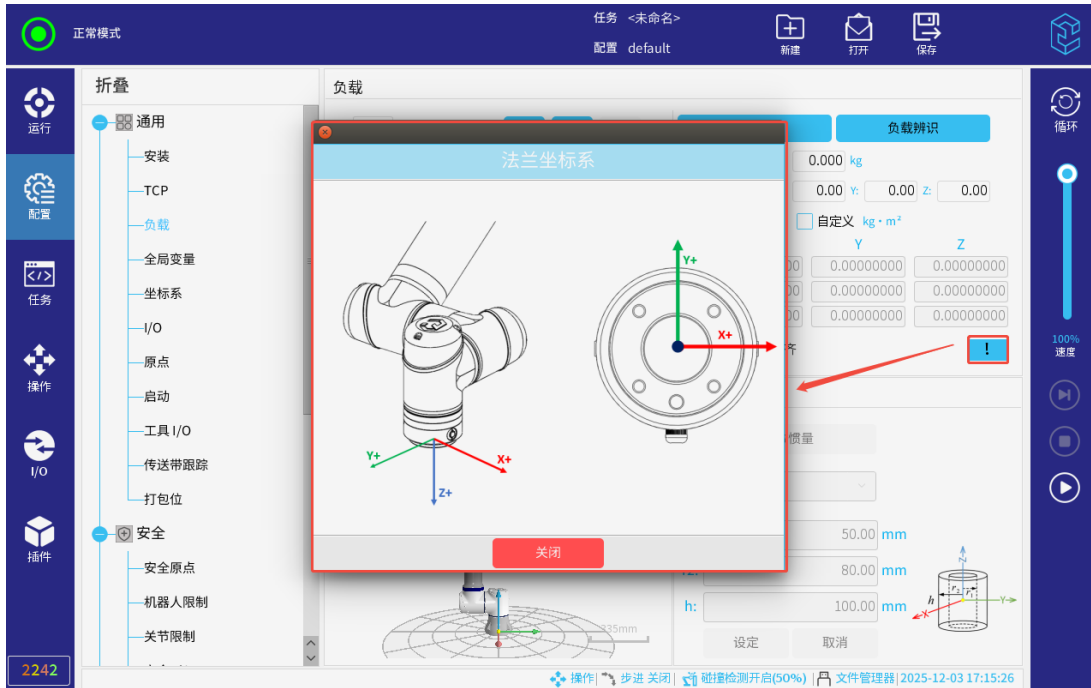 正常模式
任务 <未命名>
配置 default
新建
打开
保存
运行
配置
任务
操作
I/O
插件
折叠
通用
安装
TCP
负载
全局变量
坐标系
I/O
原点
启动
工具 I/O
传送带跟踪
打包位
安全
安全原点
机器人限制
关节限制
负载
负载辨识
0.000 kg
0.00 Y: 0.00 Z: 0.00
自定义 kg·m²
Y Z
00 0.00000000 0.00000000
00 0.00000000 0.00000000
00 0.00000000 0.00000000
齐
!
惯量
50.00 mm
80.00 mm
h: 100.00 mm
设定 取消
法兰坐标系
Y+
X+
Z+
Y+
X+
关闭
335mm
Z
h r₂ r₁
X
Y
循环
100%
速度
2242
操作| 步进 关闭| 碰撞检测开启(50%) | 文件管理器|2025-12-03 17:15:26